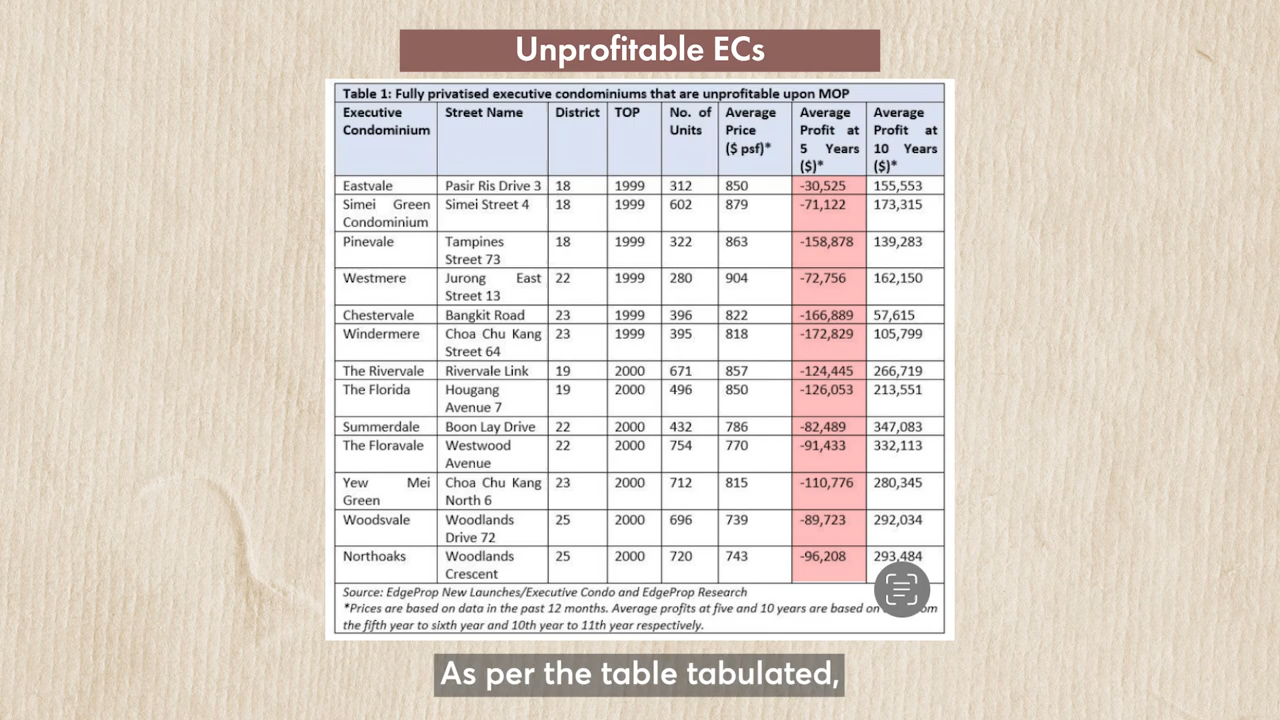 Unprofitable ECs
Table 1: Fully privatised executive condominiums that are unprofitable upon MOP
Executive Condominium Street Name District TOP No. of Units Average Price ($ psf)* Average Profit at 5 Years ($)* Average Profit at 10 Years ($)*
Eastvale Pasir Ris Drive 3 18 1999 312 850 -30,525 155,553
Simei Green Condominium Simei Street 4 18 1999 602 879 -71,122 173,315
Pinevale Tampines Street 73 18 1999 322 863 -158,878 139,283
Westmere Jurong East Street 13 22 1999 280 904 -72,756 162,150
Chestervale Bangkit Road 23 1999 396 822 -166,889 57,615
Windermere Choa Chu Kang Street 64 23 1999 395 818 -172,829 105,799
The Rivervale Rivervale Link 19 2000 671 857 -124,445 266,719
The Florida Hougang Avenue 7 19 2000 496 850 -126,053 213,551
Summerdale Boon Lay Drive 22 2000 432 786 -82,489 347,083
The Floravale Westwood Avenue 22 2000 754 770 -91,433 332,113
Yew Mei Green Choa Chu Kang North 6 23 2000 712 815 -110,776 280,345
Woodsvale Woodlands Drive 72 25 2000 696 739 -89,723 292,034
Northoaks Woodlands Crescent 25 2000 720 743 -96,208 293,484
Source: EdgeProp New Launches/Executive Condo and EdgeProp Research
*Prices are based on data in the past 12 months. Average profits at five and 10 years are based on
the fifth year to sixth year and 10th year to 11th year respectively.
As per the table tabulated,